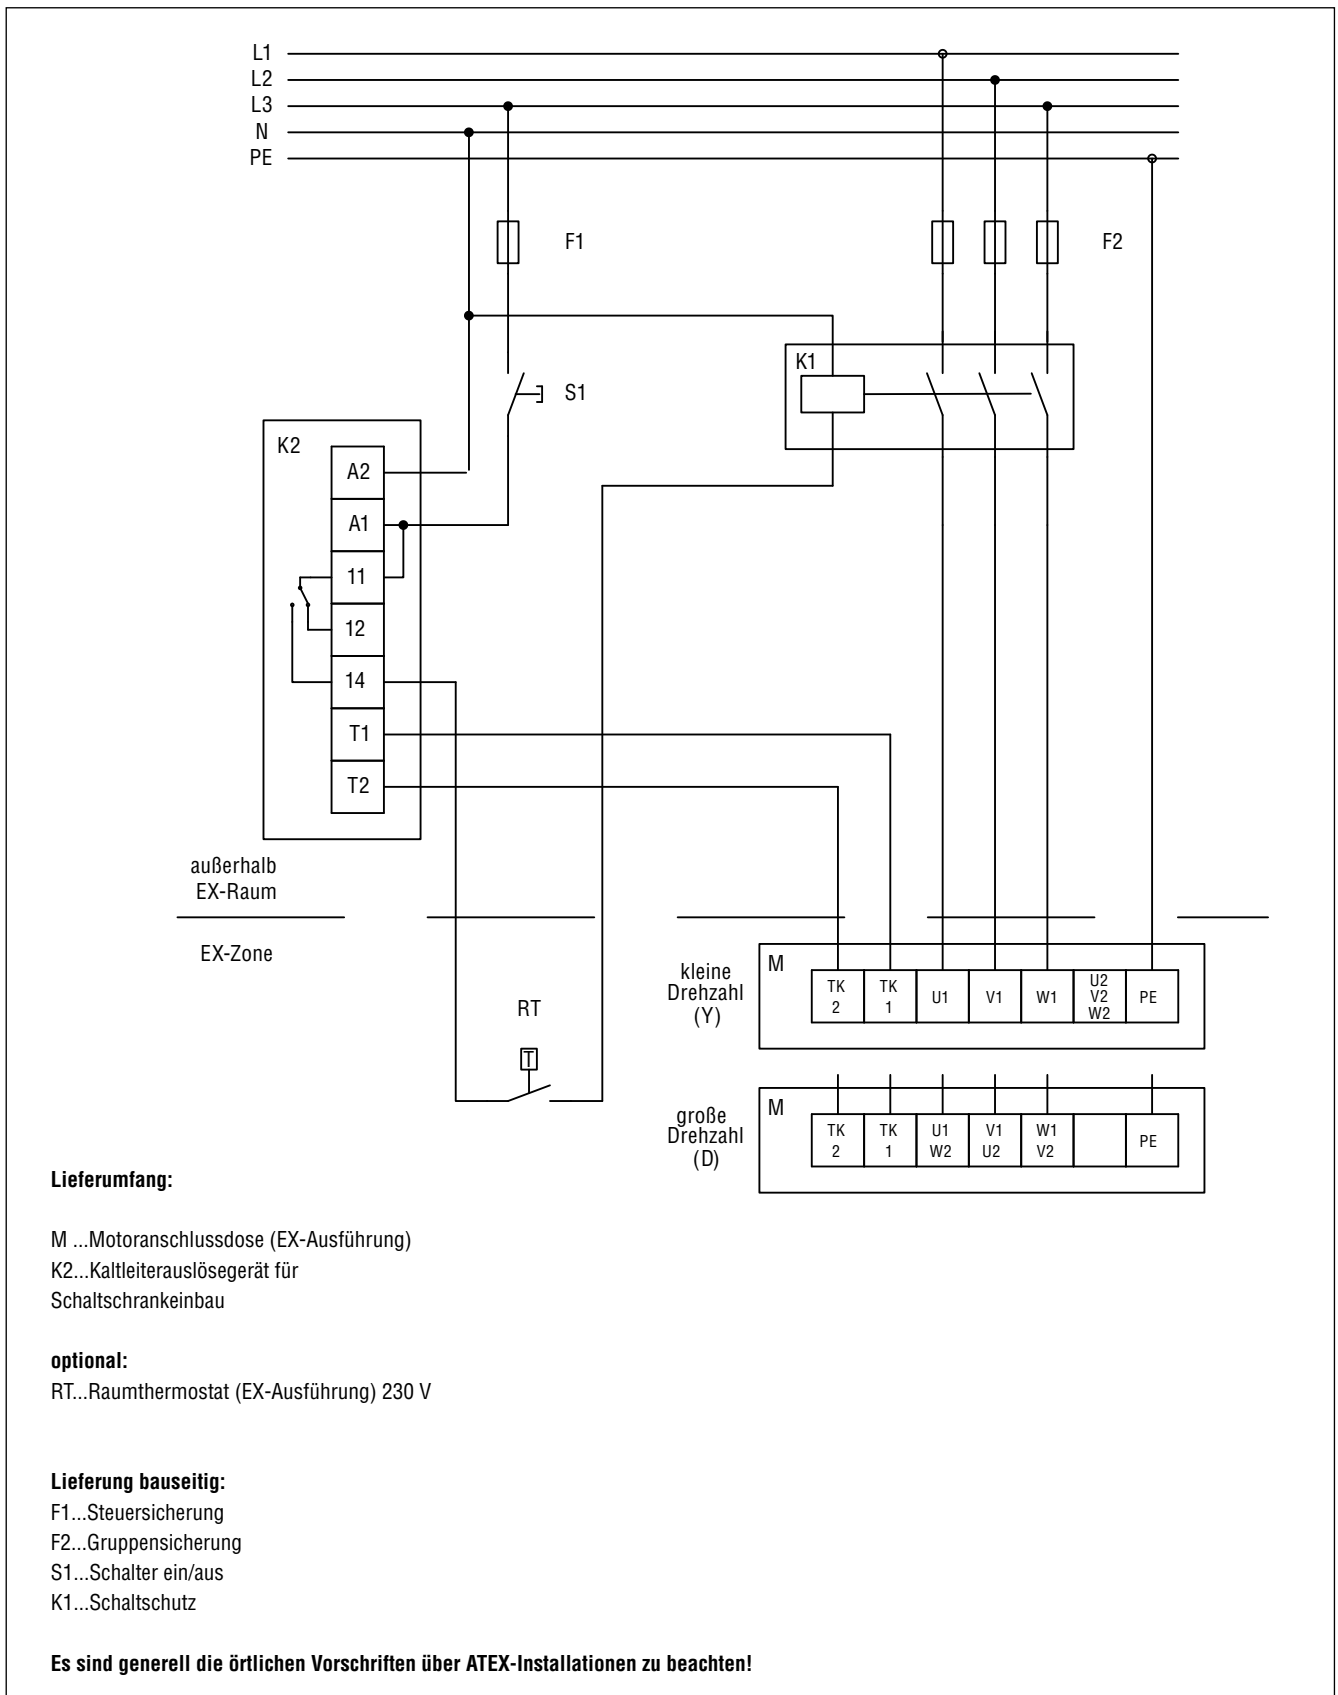 L1
L2
L3
N
PE
F1
F2
K1
S1
K2
A2
A1
11
12
14
T1
T2
außerhalb
EX-Raum
EX-Zone
RT
T
kleine
Drehzahl
(Y)
M
TK
2
TK
1
U1
V1
W1
U2
V2
W2
PE
große
Drehzahl
(D)
M
TK
2
TK
1
U1
W2
V1
U2
W1
V2
PE
Lieferumfang:
M ...Motoranschlussdose (EX-Ausführung)
K2...Kaltleiterauslösegerät für
Schaltschrankeinbau
optional:
RT...Raumthermostat (EX-Ausführung) 230 V
Lieferung bauseitig:
F1...Steuersicherung
F2...Gruppensicherung
S1...Schalter ein/aus
K1...Schaltschutz
Es sind generell die örtlichen Vorschriften über ATEX-Installationen zu beachten!